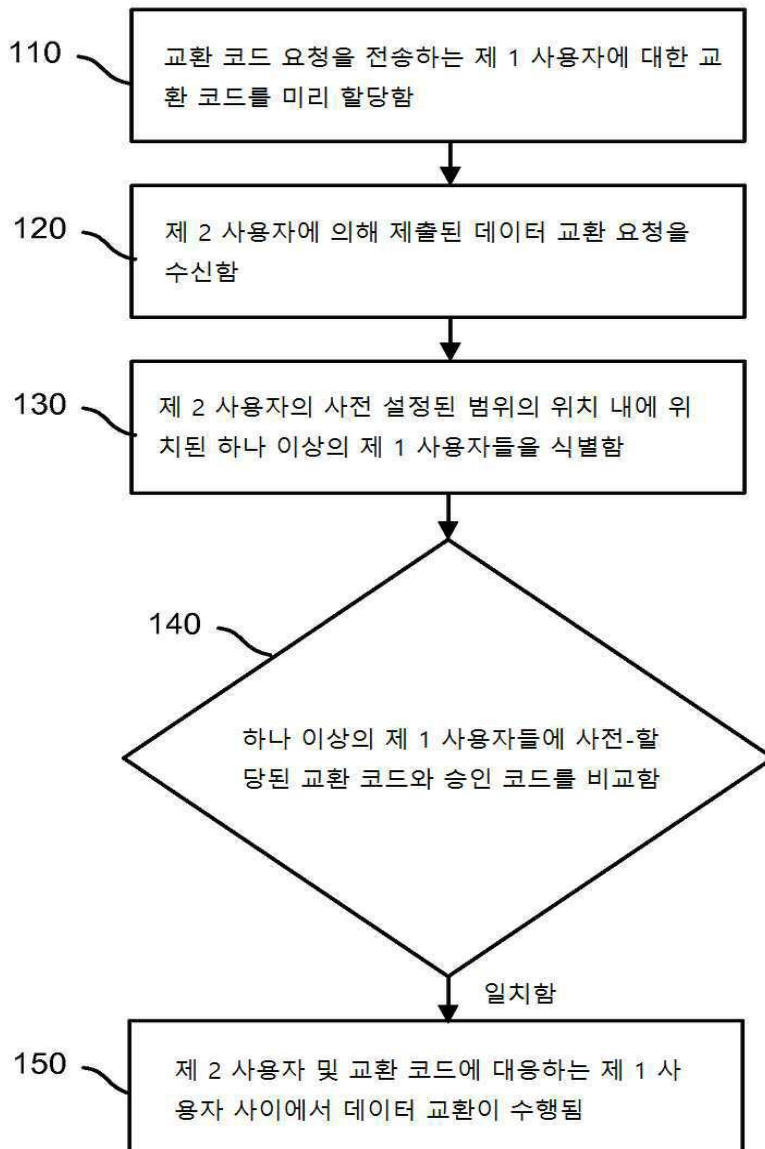 110
교환 코드 요청을 전송하는 제 1 사용자에 대한 교
환 코드를 미리 할당함
120
제 2 사용자에 의해 제출된 데이터 교환 요청을
수신함
130
제 2 사용자의 사전 설정된 범위의 위치 내에 위
치된 하나 이상의 제 1 사용자들을 식별함
140
하나 이상의 제 1 사용자들에 사전-할
당된 교환 코드와 승인 코드를 비교함
일치함
150
제 2 사용자 및 교환 코드에 대응하는 제 1 사
용자 사이에서 데이터 교환이 수행됨